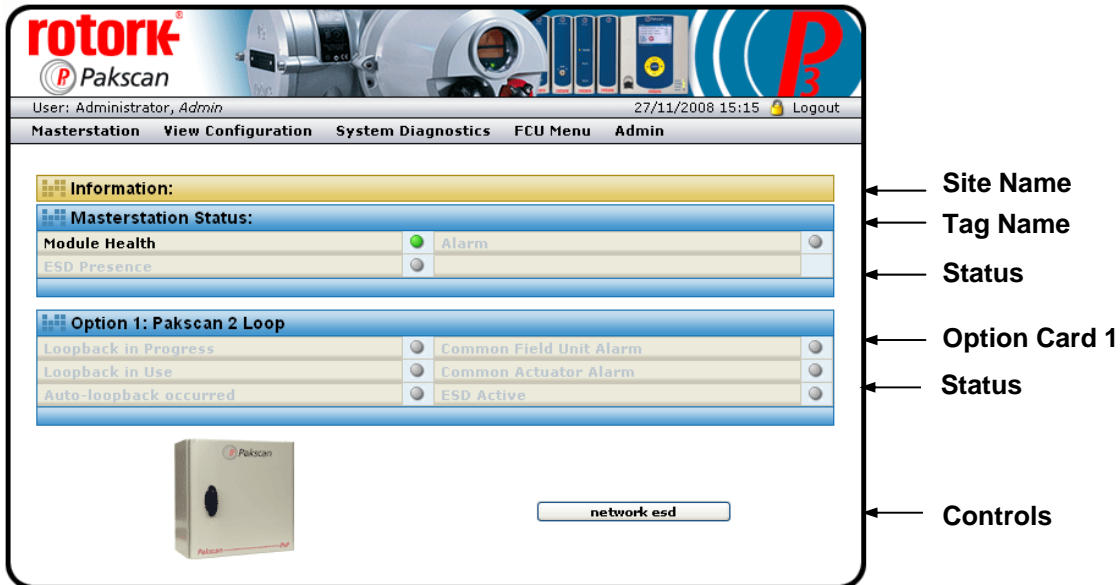 rotork®
Pakscan
P3
User: Administrator, Admin
27/11/2008 15:15 Logout
Masterstation View Configuration System Diagnostics FCU Menu Admin
Information:
Site Name
Masterstation Status:
Tag Name
Module Health Alarm
ESD Presence
Status
Option 1: Pakscan 2 Loop
Option Card 1
Loopback in Progress Common Field Unit Alarm
Loopback in Use Common Actuator Alarm
Auto-loopback occurred ESD Active
Status
Pakscan
network esd
Controls
Pakscan